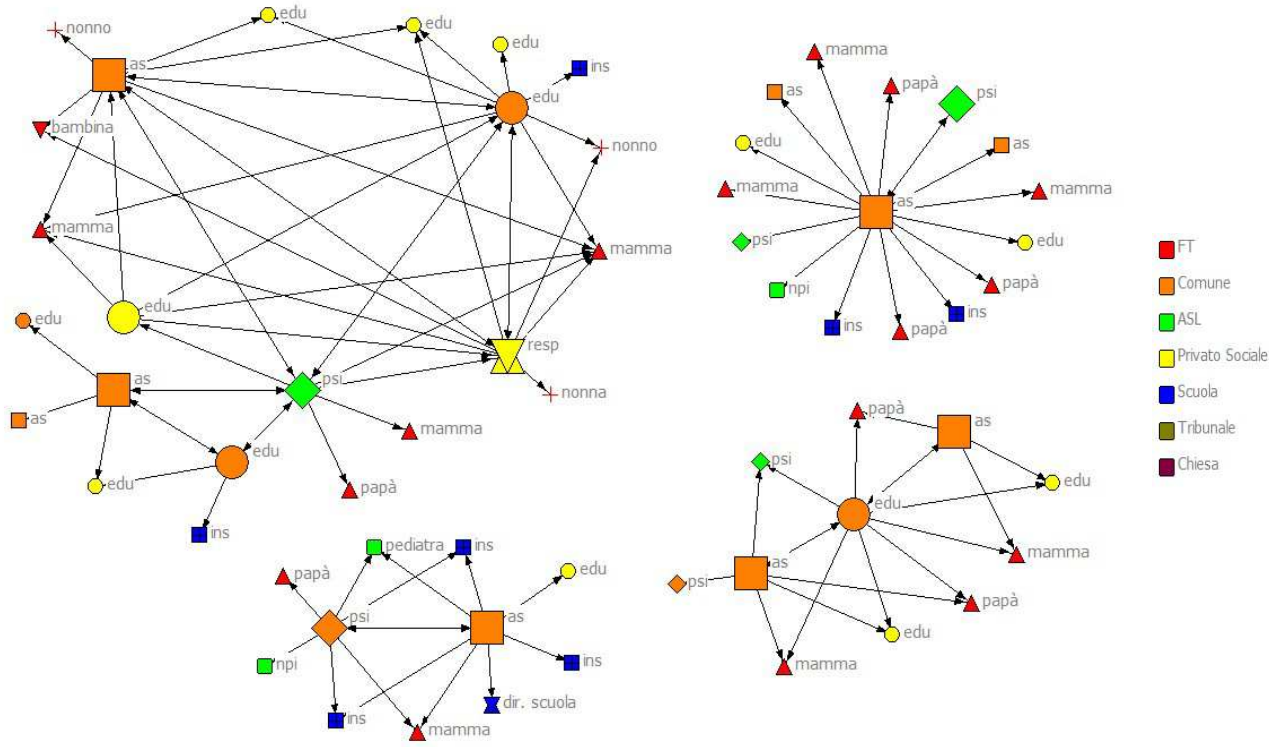 edu
edu
nonno
edu
as
ins
edu
bambina
nonno
mamma
mamma
edu
edu
resp
as
psi
nonna
as
mamma
edu
edu
papà
ins
mamma
papà
psi
as
as
edu
mamma
mamma
as
psi
edu
npi
papà
ins
ins
papà
FT
Comune
ASL
Privato Sociale
Scuola
Tribunale
Chiesa
papà
as
psi
edu
edu
mamma
as
psi
papà
edu
mamma
pediatra
ins
papà
edu
psi
as
npi
ins
dir. scuola
ins
mamma